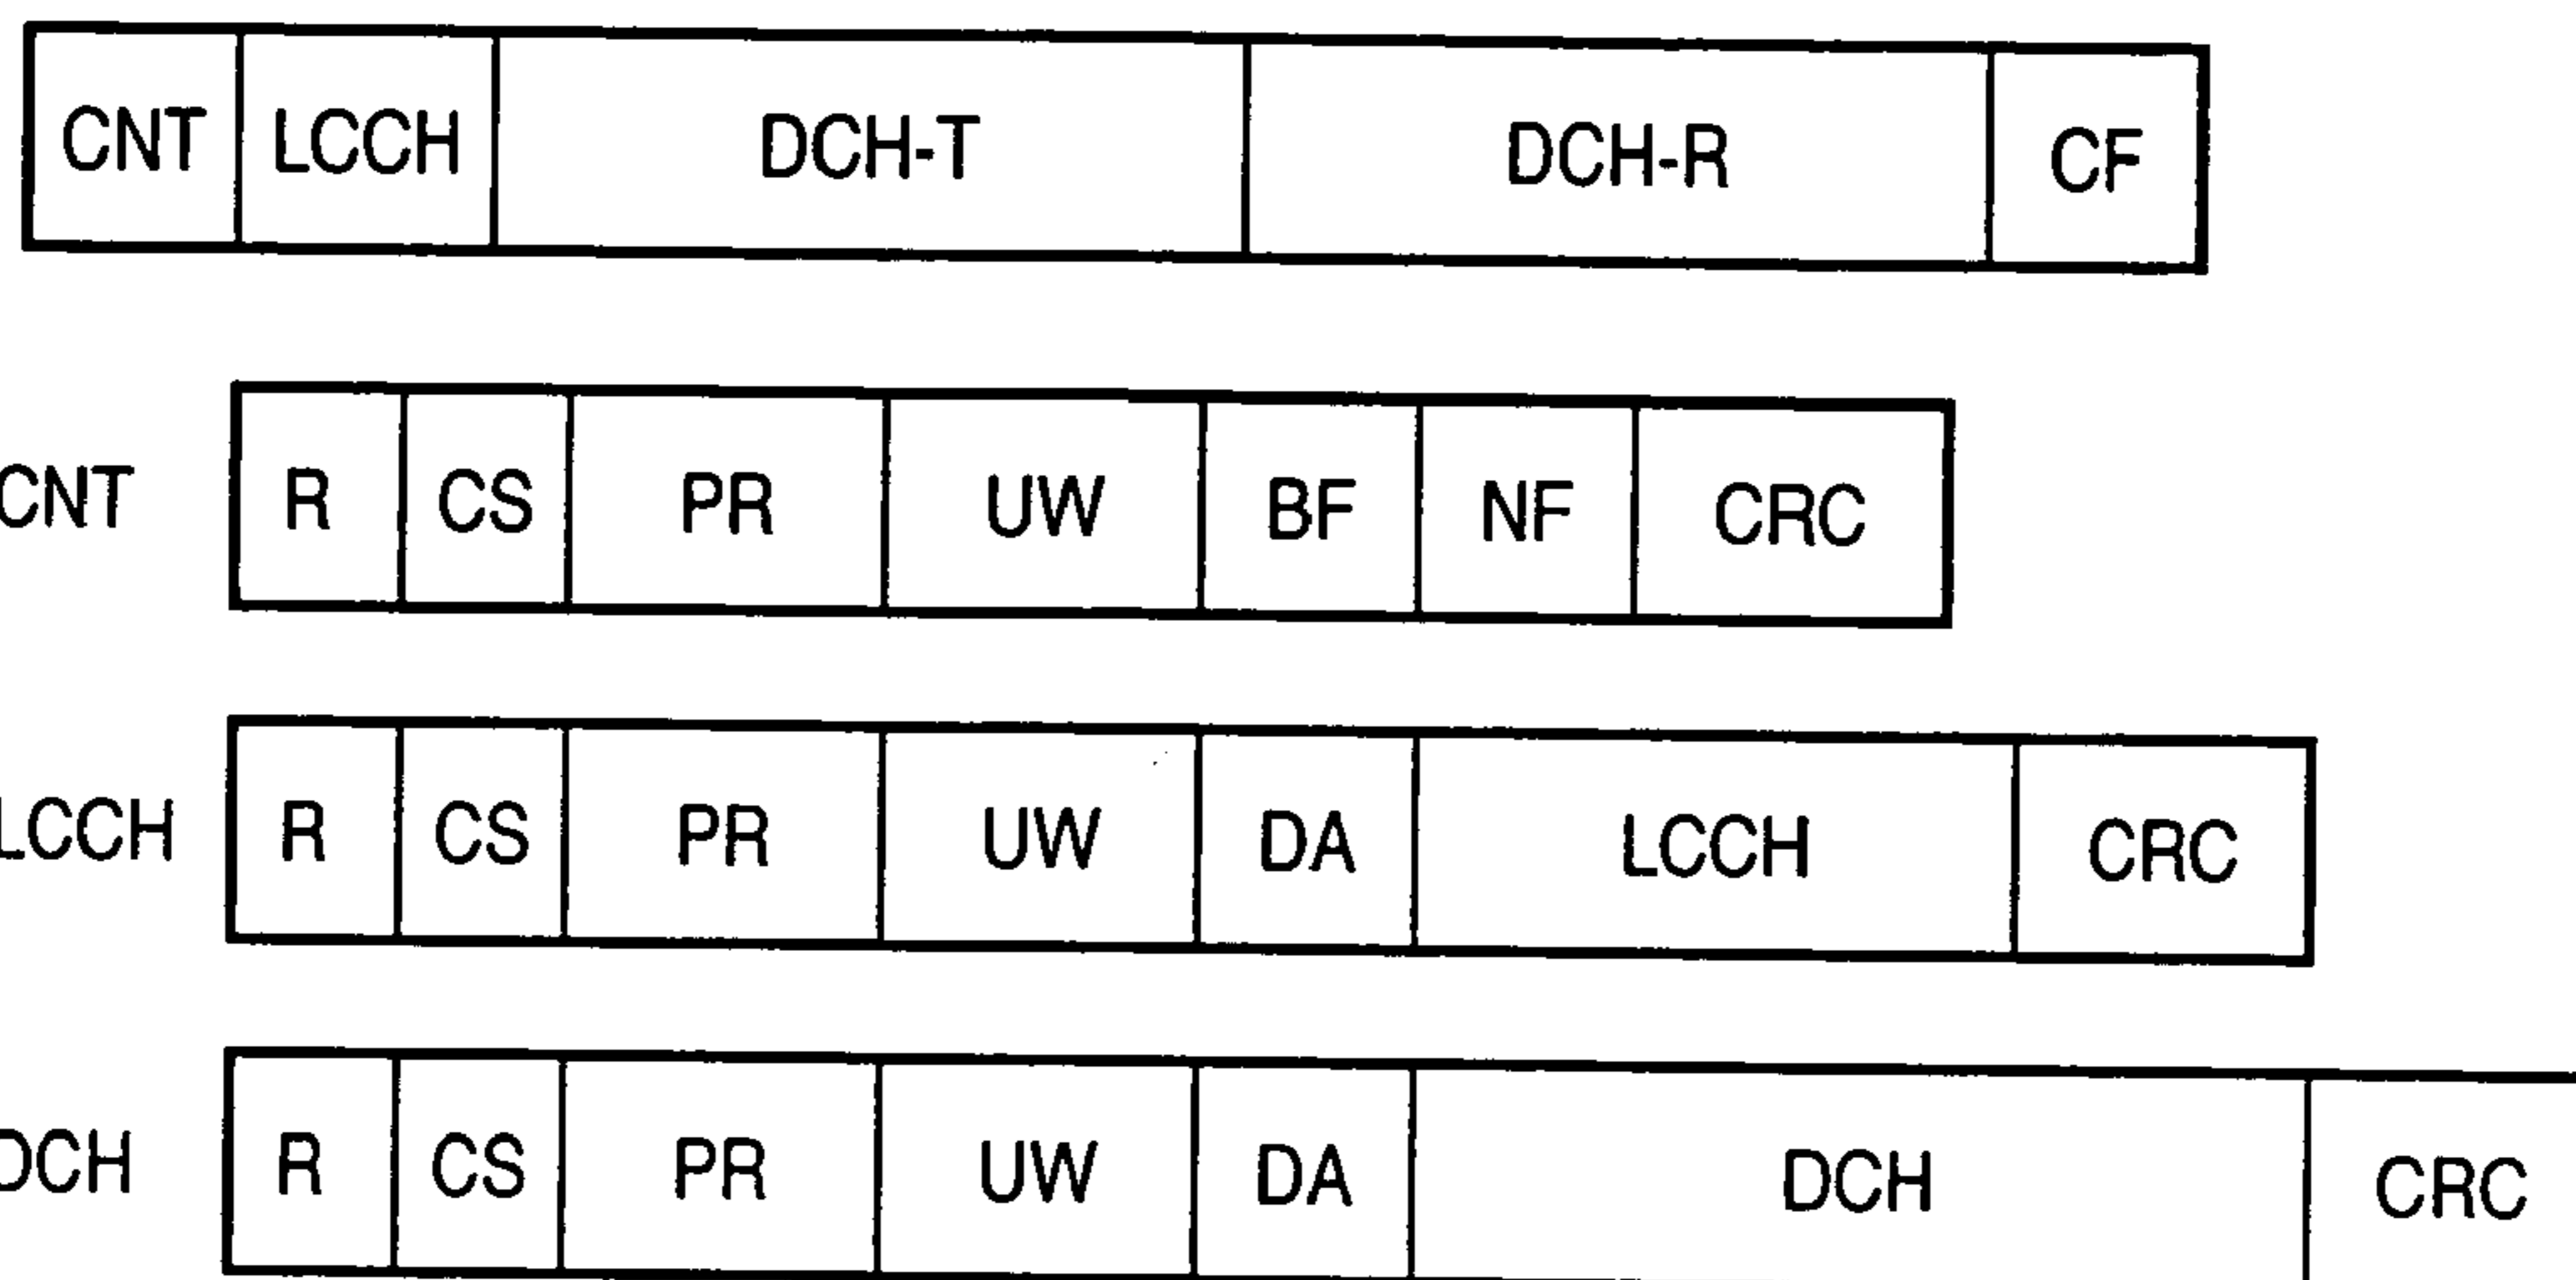 CNT LCCH DCH-T DCH-R CF
CNT R CS PR UW BF NF CRC
LCCH R CS PR UW DA LCCH CRC
DCH R CS PR UW DA DCH CRC